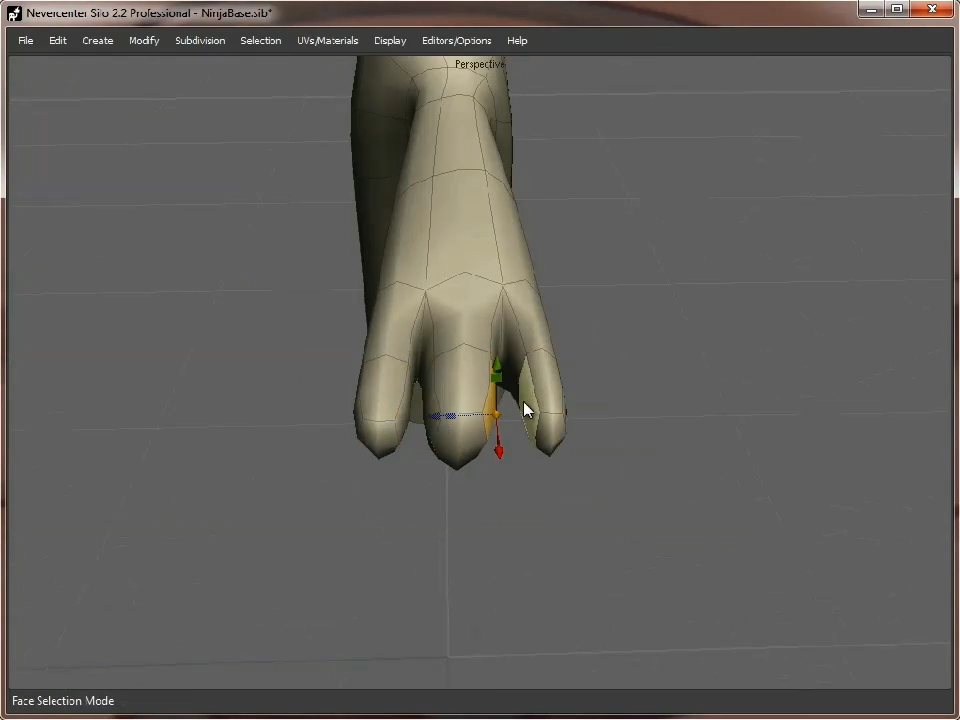 Nevercenter Silo 2.2 Professional - NinjaBase.sib*
File Edit Create Modify Subdivision Selection UVs/Materials Display Editors/Options Help
Perspective
Face Selection Mode